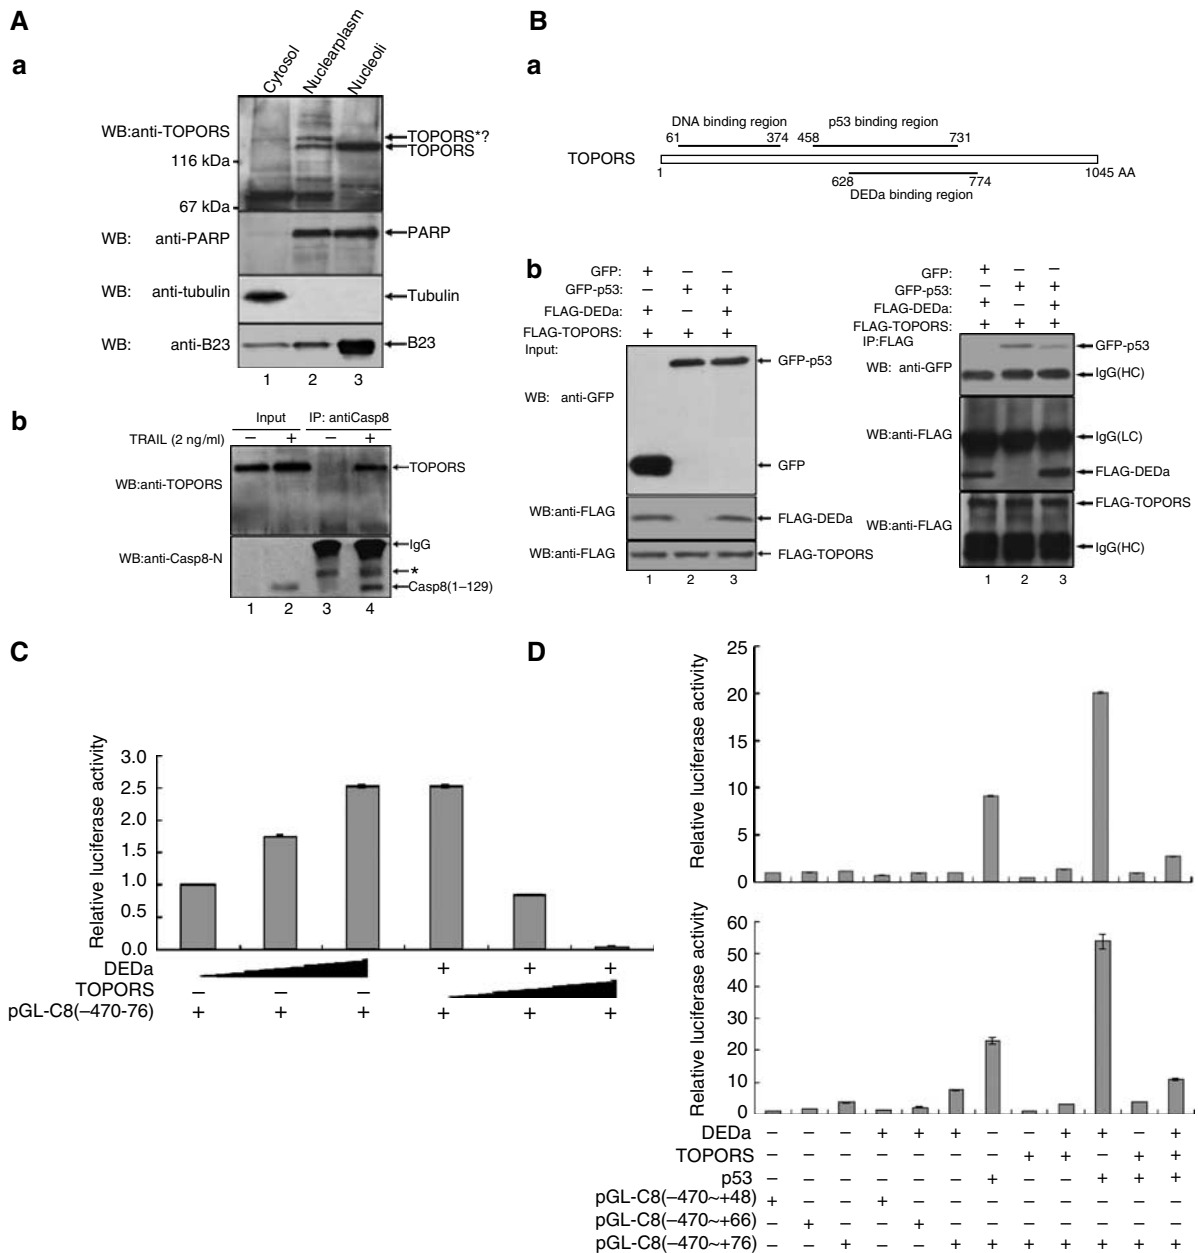 A
a
Cytosol
Nuclearplasm
Nucleoli
WB:anti-TOPORS
TOPORS*?
TOPORS
116 kDa
67 kDa
WB: anti-PARP
PARP
WB: anti-tubulin
Tubulin
WB: anti-B23
B23
1 2 3
b
Input IP: antiCasp8
TRAIL (2 ng/ml) − + − +
TOPORS
WB:anti-TOPORS
IgG
WB:anti-Casp8-N
*
Casp8(1–129)
1 2 3 4
B
a
DNA binding region p53 binding region
61 374 458 731
TOPORS
1 1045 AA
628 774
DEDa binding region
b
GFP: + − −
GFP-p53: − + +
FLAG-DEDa: + − +
FLAG-TOPORS: + + +
Input:
GFP-p53
WB: anti-GFP
GFP
WB:anti-FLAG
FLAG-DEDa
WB:anti-FLAG
FLAG-TOPORS
1 2 3
GFP: + − −
GFP-p53: − + +
FLAG-DEDa: + − +
FLAG-TOPORS: + + +
IP:FLAG
GFP-p53
WB: anti-GFP
IgG(HC)
WB:anti-FLAG
IgG(LC)
FLAG-DEDa
FLAG-TOPORS
WB:anti-FLAG
IgG(HC)
1 2 3
C
Relative luciferase activity
3.0
2.5
2.0
1.5
1.0
0.5
0.0
DEDa + + +
TOPORS − − −
pGL-C8(−470-76) + + + + + +
D
Relative luciferase activity
25
20
15
10
5
0
Relative luciferase activity
60
50
40
30
20
10
0
DEDa − − − + + + − − + + − +
TOPORS − − − − − − − + + − + +
p53 − − − − − − + − − + + +
pGL-C8(−470~+48) + − − + − − − − − − − −
pGL-C8(−470~+66) − + − − + − − − − − − −
pGL-C8(−470~+76) − − + − − + + + + + + +